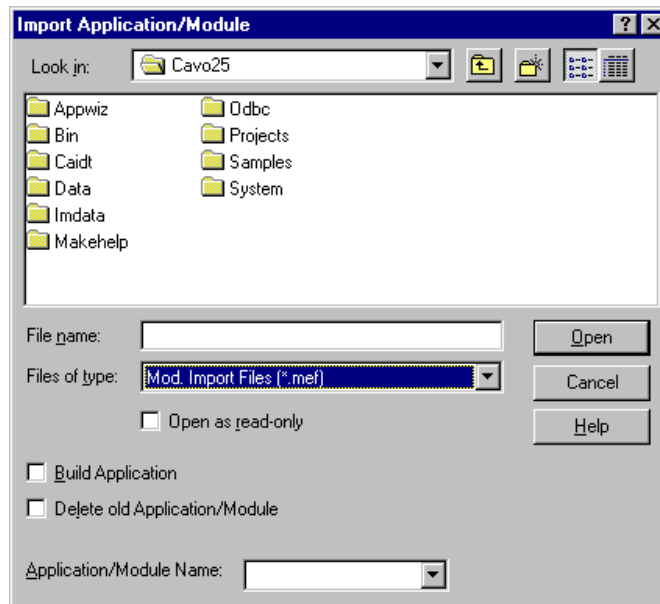 Import Application/Module
Look in: Cavo25
Appwiz
Bin
Caidt
Data
Imdata
Makehelp
Odbc
Projects
Samples
System
File name:
Open
Files of type: Mod. Import Files (*.mef)
Cancel
Open as read-only
Help
Build Application
Delete old Application/Module
Application/Module Name: